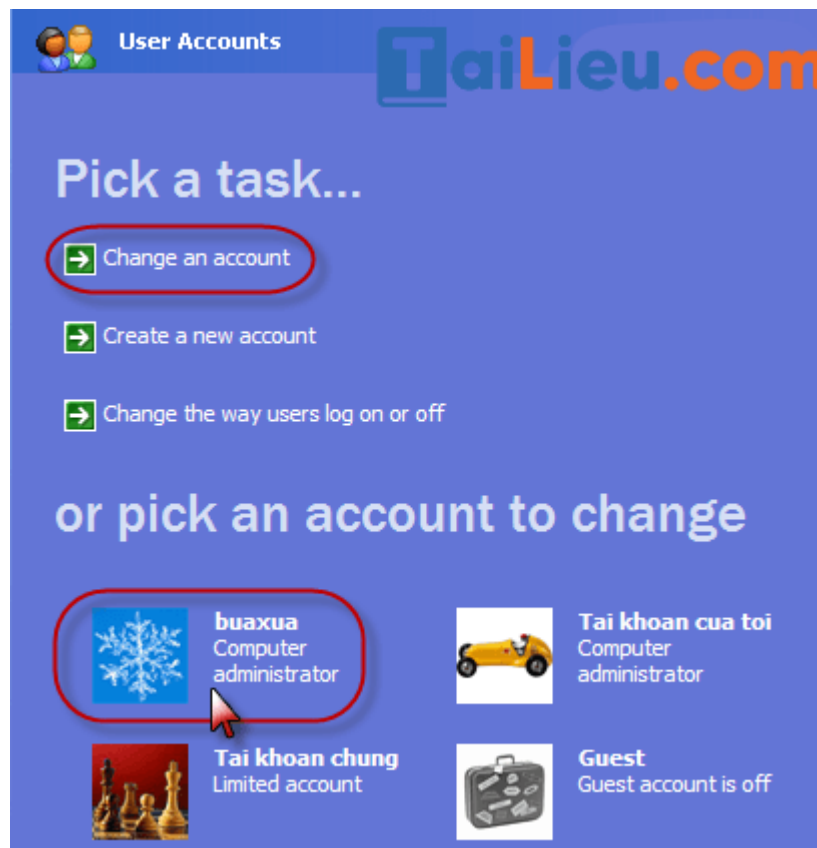 User Accounts
TaiLieu.com
Pick a task...
Change an account
Create a new account
Change the way users log on or off
or pick an account to change
buaxua
Computer
administrator
Tai khoan cua toi
Computer
administrator
Tai khoan chung
Limited account
Guest
Guest account is off